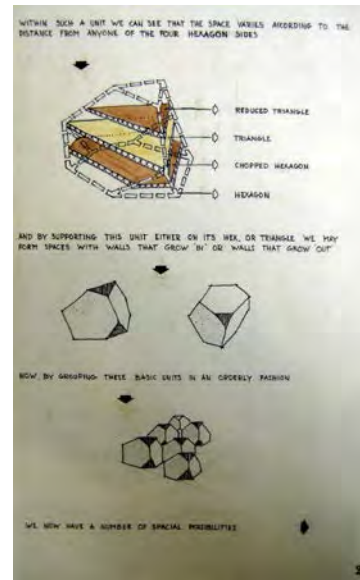 WITHIN SUCH A UNIT WE CAN SEE THAT THE SPACE VARIES ACCORDING TO THE
DISTANCE FROM ANYONE OF THE FOUR HEXAGON SIDES
REDUCED TRIANGLE
TRIANGLE
CHOPPED HEXAGON
HEXAGON
AND BY SUPPORTING THIS UNIT EITHER ON IT'S HEX, OR TRIANGLE WE MAY
FORM SPACES WITH WALLS THAT GROW 'IN' OR WALLS THAT GROW 'OUT'
NOW, BY GROUPING THESE BASIC UNITS IN AN ORDERLY FASHION
WE NOW HAVE A NUMBER OF SPACIAL POSSIBILITIES